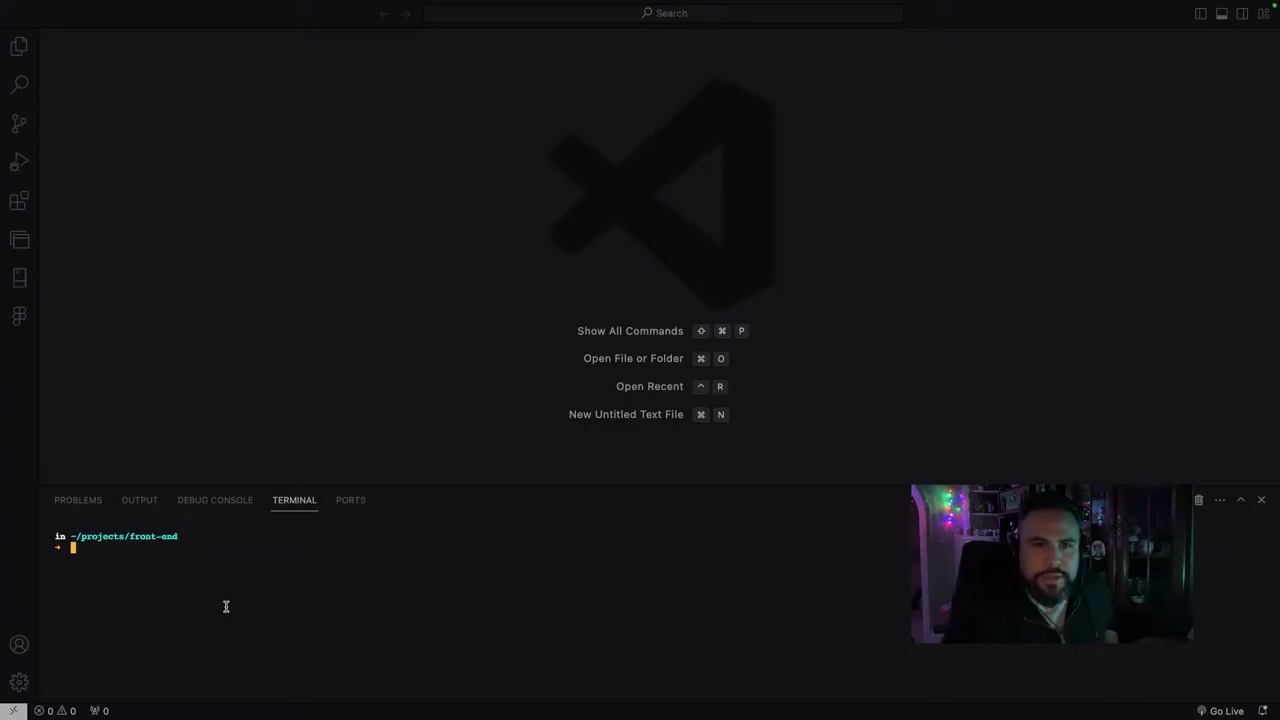 Search
Show All Commands ⇧ ⌘ P
Open File or Folder ⌘ O
Open Recent ^ R
New Untitled Text File ⌘ N
PROBLEMS OUTPUT DEBUG CONSOLE TERMINAL PORTS
in ~/projects/front-end
➜
0 0 0 Go Live